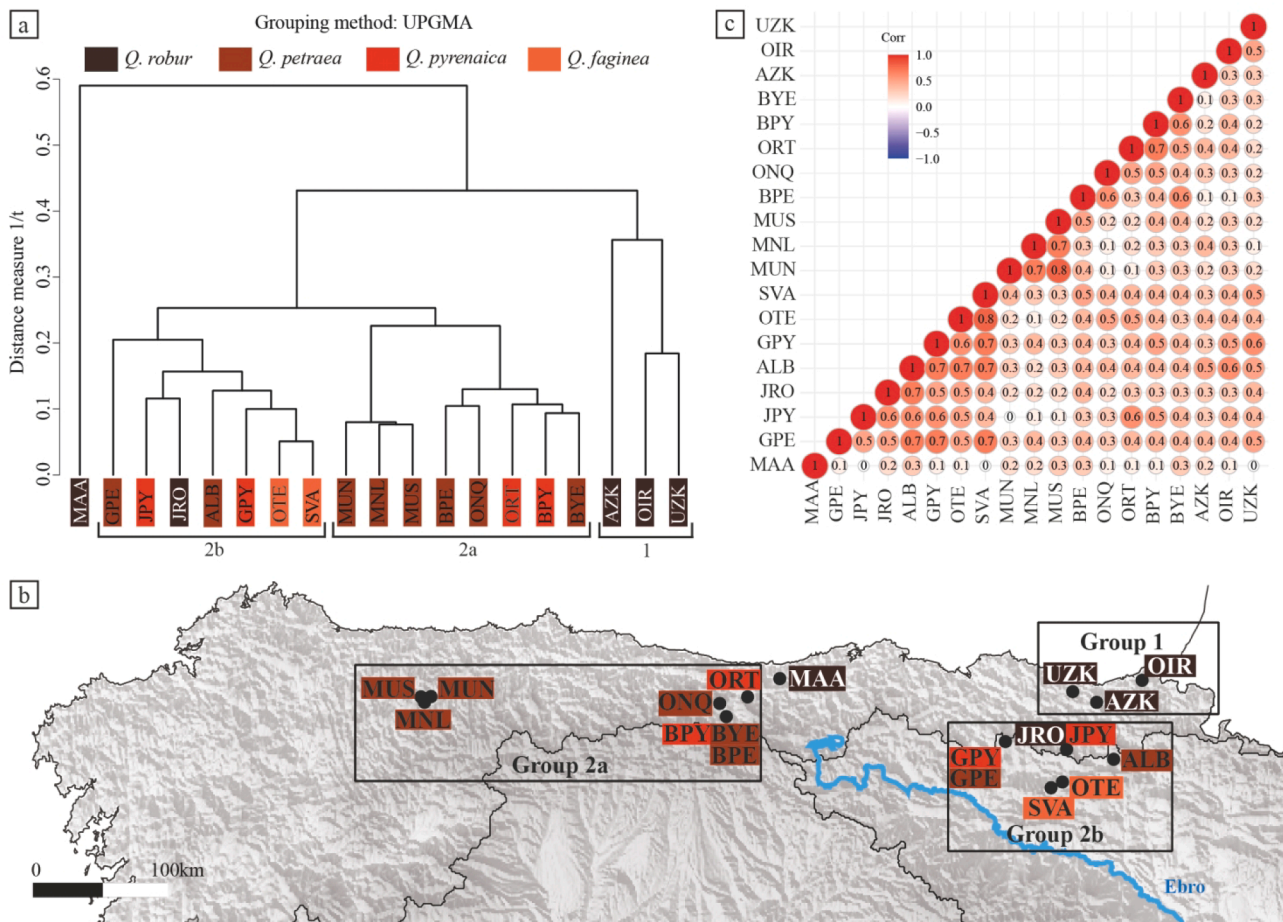 a
Grouping method: UPGMA
Q. robur
Q. petraea
Q. pyrenaica
Q. faginea
Distance measure 1/t
0.6
0.5
0.4
0.3
0.2
0.1
0.0
MAA GPE JPY JRO ALB GPY OTE SVA MUN MNL MUS BPE ONQ ORT BPY BYE AZK OIR UZK
2b 2a 1
c
Corr
1.0
0.5
0.0
−0.5
−1.0
UZK 1
OIR 1 0.5
AZK 1 0.3 0.3
BYE 1 0.1 0.3 0.3
BPY 1 0.6 0.2 0.4 0.2
ORT 1 0.7 0.5 0.4 0.4 0.2
ONQ 1 0.5 0.5 0.4 0.3 0.3 0.2
BPE 1 0.6 0.3 0.4 0.6 0.1 0.1 0.3
MUS 1 0.5 0.2 0.2 0.4 0.4 0.2 0.3 0.2
MNL 1 0.7 0.3 0.1 0.2 0.3 0.3 0.4 0.3 0.1
MUN 1 0.7 0.8 0.4 0.1 0.1 0.3 0.3 0.2 0.3 0.2
SVA 1 0.4 0.3 0.3 0.5 0.4 0.4 0.4 0.4 0.3 0.4 0.5
OTE 1 0.8 0.2 0.1 0.2 0.4 0.5 0.5 0.4 0.3 0.4 0.4 0.4
GPY 1 0.6 0.7 0.3 0.4 0.3 0.4 0.3 0.4 0.5 0.4 0.3 0.5 0.6
ALB 1 0.7 0.7 0.7 0.3 0.2 0.3 0.4 0.4 0.4 0.4 0.4 0.5 0.6 0.5
JRO 1 0.7 0.5 0.5 0.4 0.2 0.2 0.2 0.4 0.2 0.3 0.3 0.3 0.3 0.4 0.3
JPY 1 0.6 0.6 0.6 0.5 0.4 0 0.1 0.1 0.3 0.3 0.6 0.5 0.4 0.3 0.4 0.4
GPE 1 0.5 0.5 0.7 0.7 0.5 0.7 0.3 0.4 0.3 0.4 0.3 0.4 0.4 0.4 0.4 0.4 0.5
MAA 1 0.1 0 0.2 0.3 0.1 0.1 0 0.2 0.2 0.3 0.3 0.1 0.1 0.1 0.1 0.2 0.1 0
MAA GPE JPY JRO ALB GPY OTE SVA MUN MNL MUS BPE ONQ ORT BPY BYE AZK OIR UZK
b
MUS MUN
MNL
ONQ
ORT
BPY BYE
BPE
Group 2a
MAA
Group 1
UZK OIR
AZK
JRO JPY
GPY
GPE
ALB
OTE
SVA
Group 2b
Ebro
0 100km